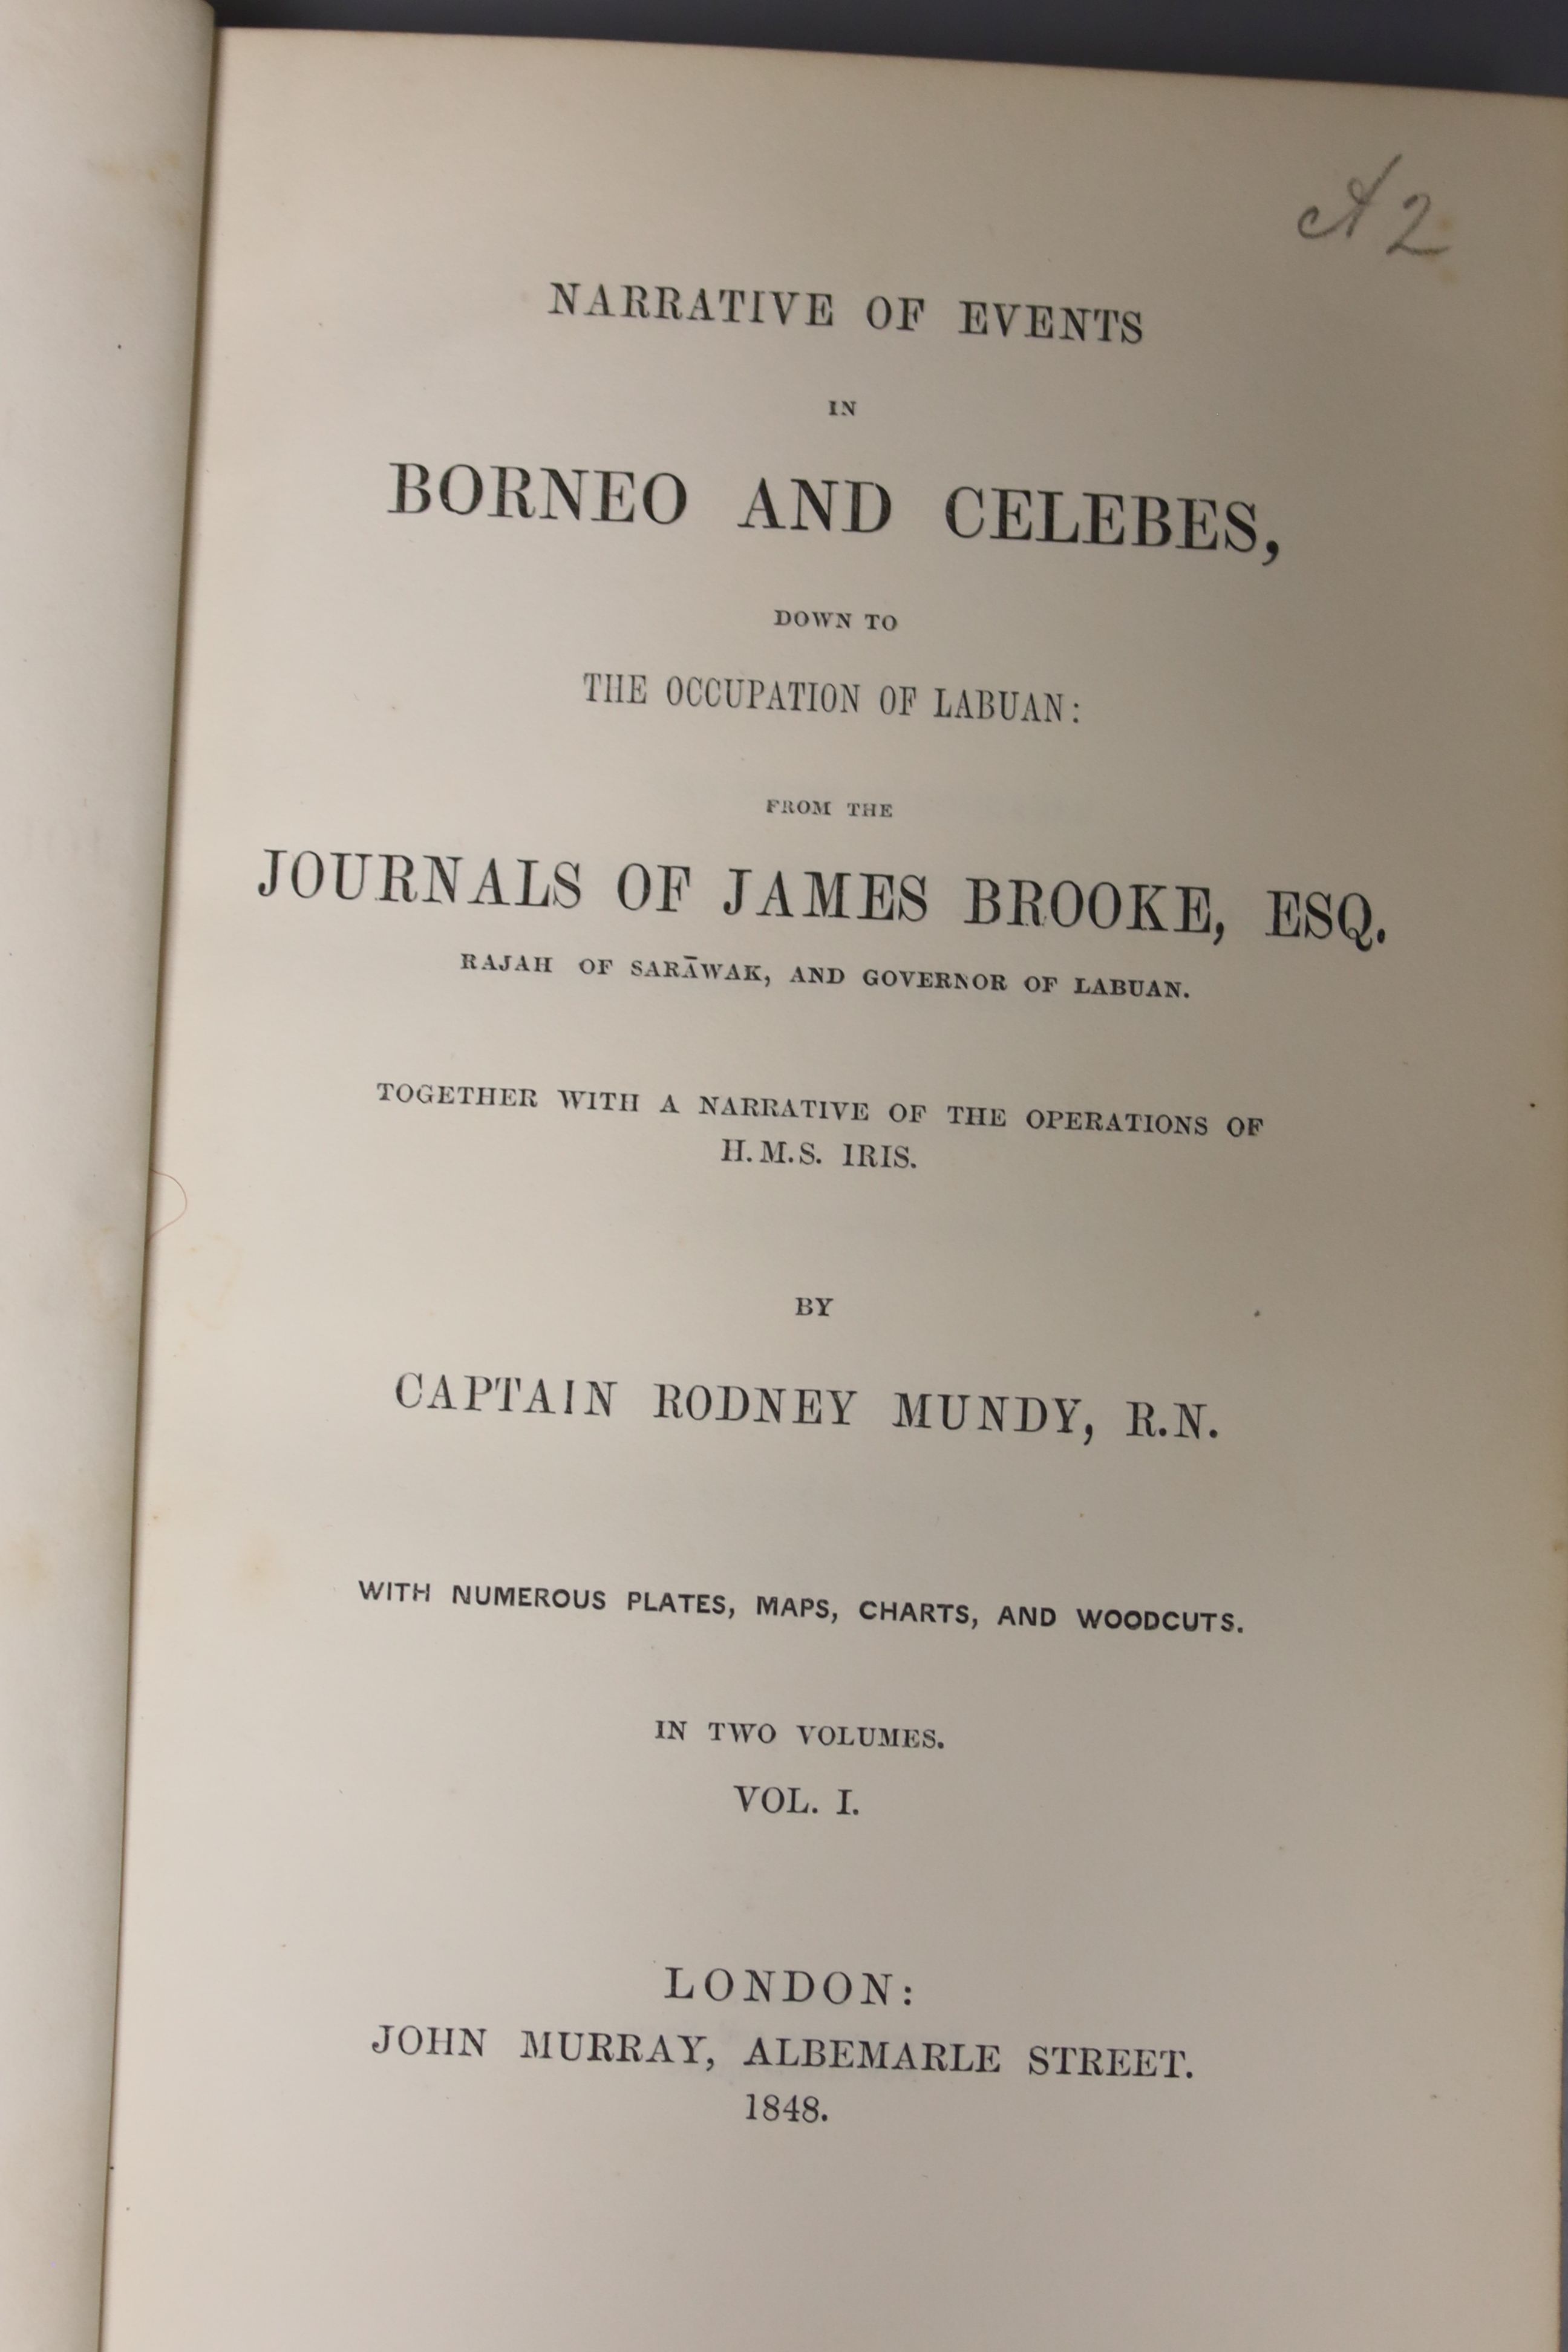 A2
NARRATIVE OF EVENTS
IN
BORNEO AND CELEBES,
DOWN TO
THE OCCUPATION OF LABUAN:
FROM THE
JOURNALS OF JAMES BROOKE, ESQ.
RAJAH OF SARĀWAK, AND GOVERNOR OF LABUAN.
TOGETHER WITH A NARRATIVE OF THE OPERATIONS OF
H.M.S. IRIS.
BY
CAPTAIN RODNEY MUNDY, R.N.
WITH NUMEROUS PLATES, MAPS, CHARTS, AND WOODCUTS.
IN TWO VOLUMES.
VOL. I.
LONDON:
JOHN MURRAY, ALBEMARLE STREET.
1848.